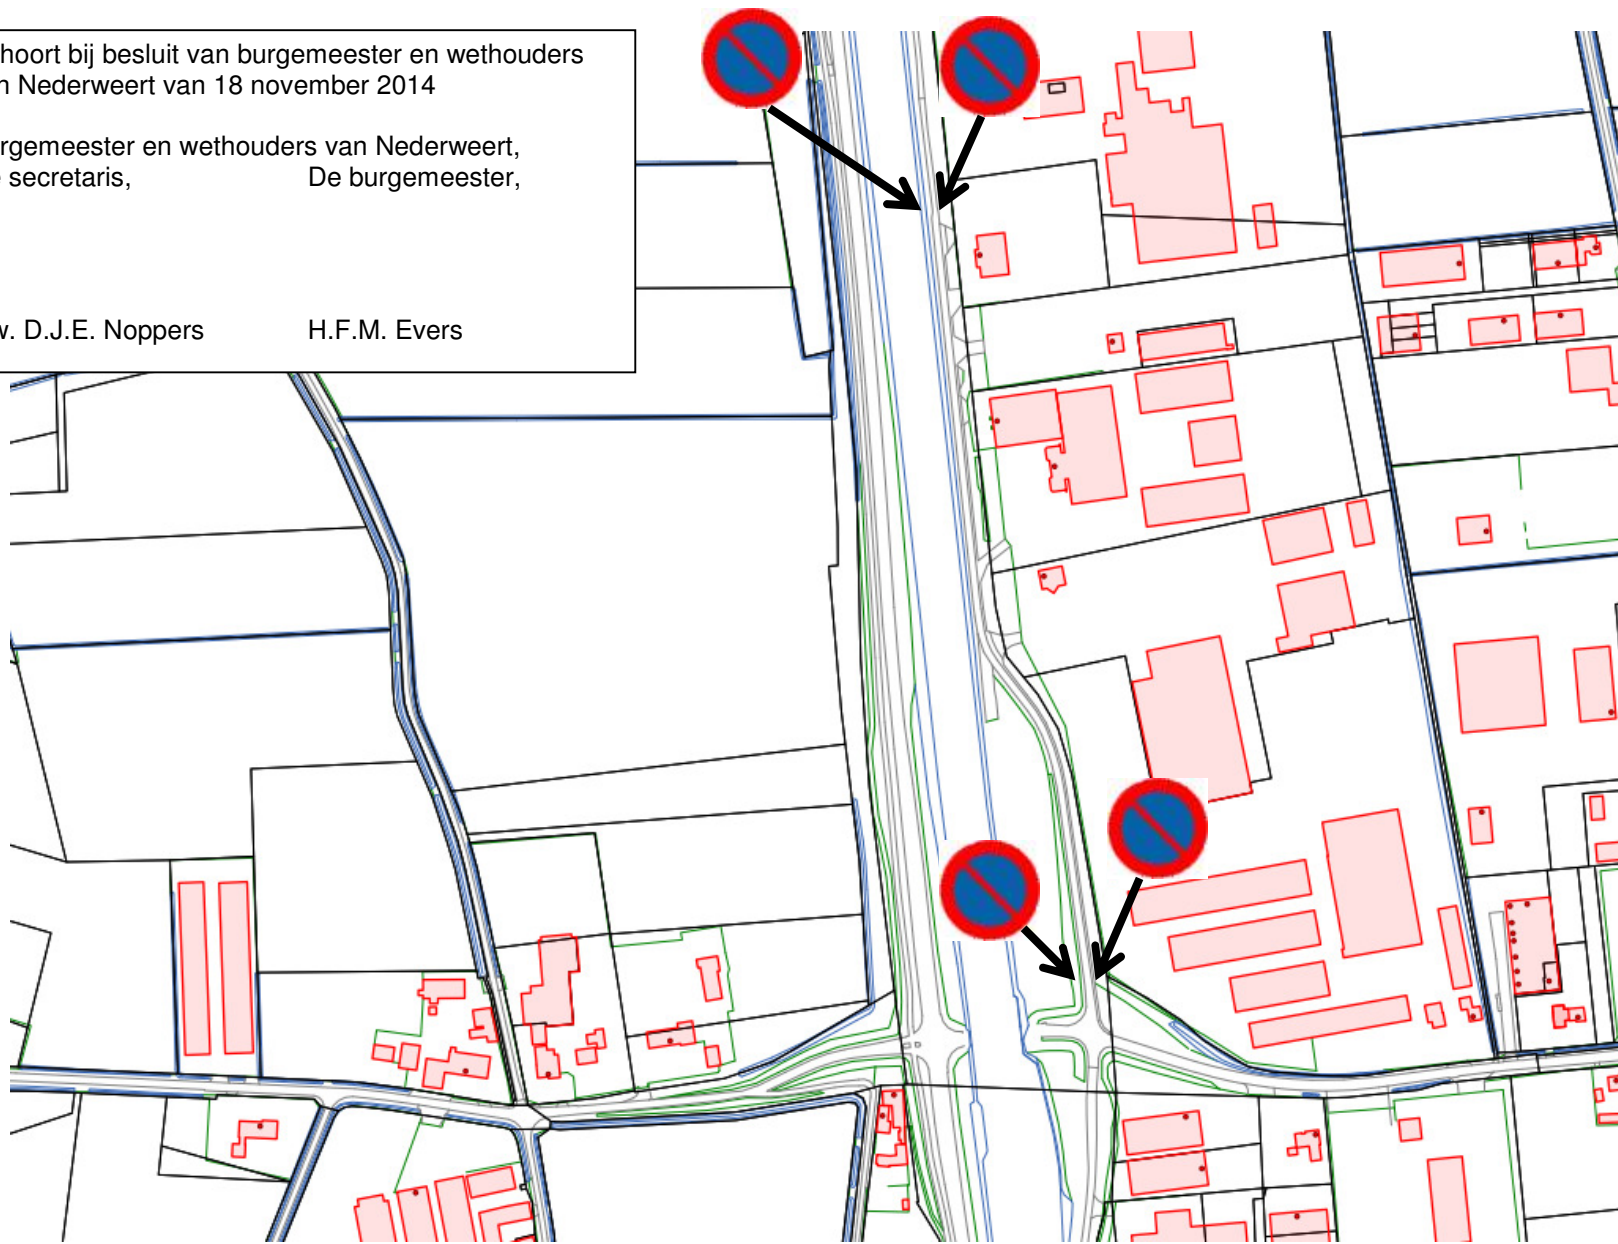 hoort bij besluit van burgemeester en wethouders
n Nederweert van 18 november 2014
rgemeester en wethouders van Nederweert,
secretaris, De burgemeester,
. D.J.E. Noppers H.F.M. Evers